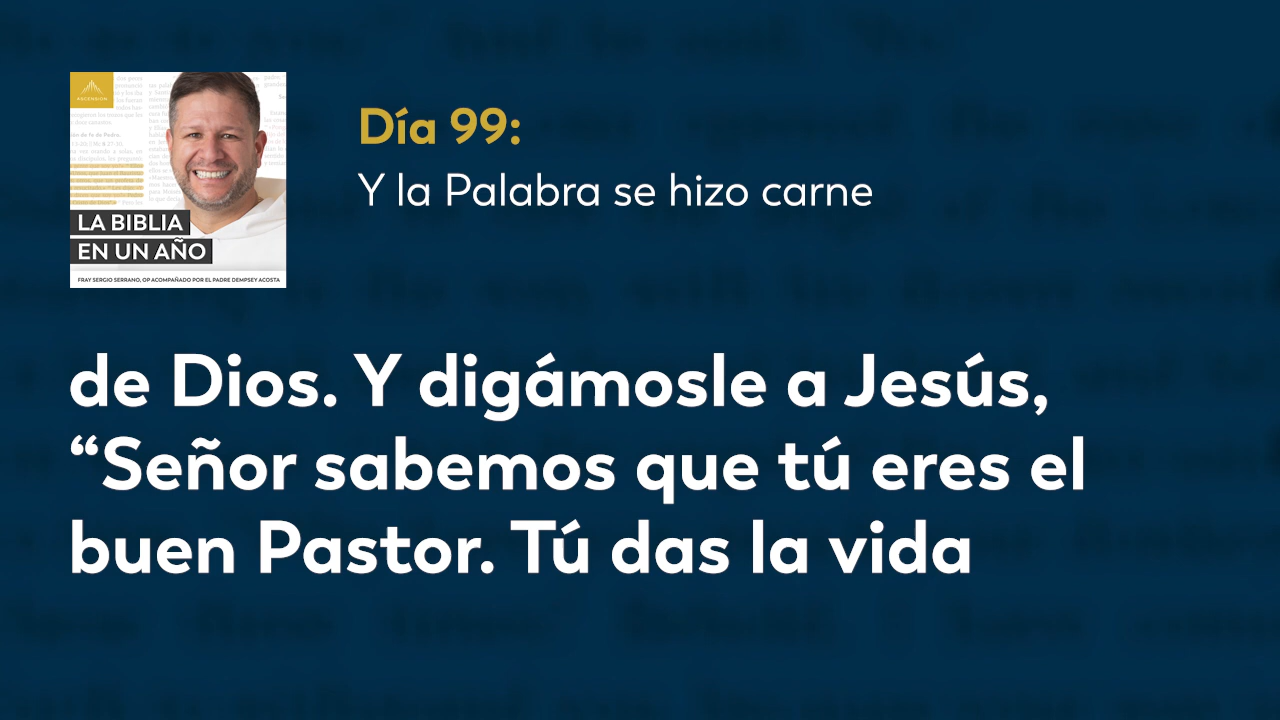 ASCENSION
LA BIBLIA
EN UN AÑO
FRAY SERGIO SERRANO, OP ACOMPAÑADO POR EL PADRE DEMPSEY ACOSTA
Día 99:
Y la Palabra se hizo carne
de Dios. Y digámosle a Jesús,
“Señor sabemos que tú eres el
buen Pastor. Tú das la vida